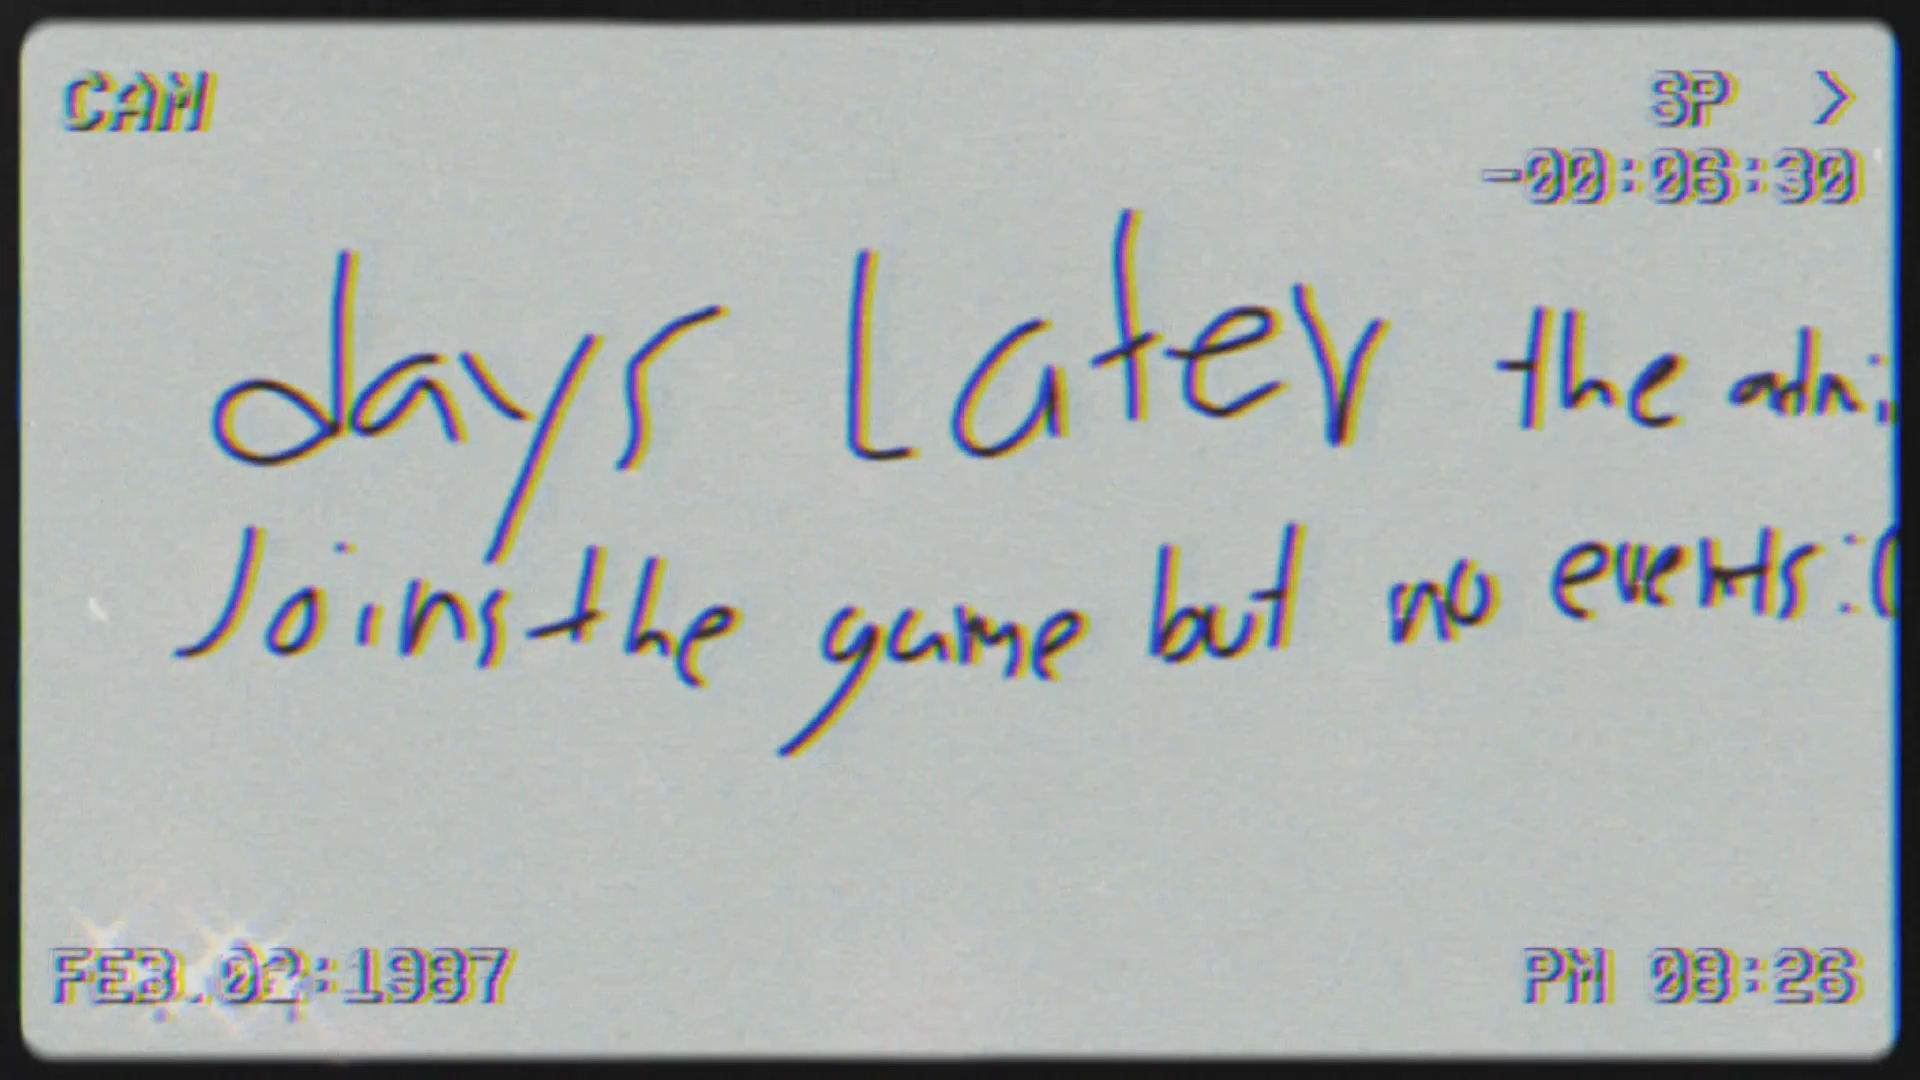 CAM
SP >
-00:06:30
days later the admi
Joins the game but no events :(
FEB.02:1987
PM 08:26